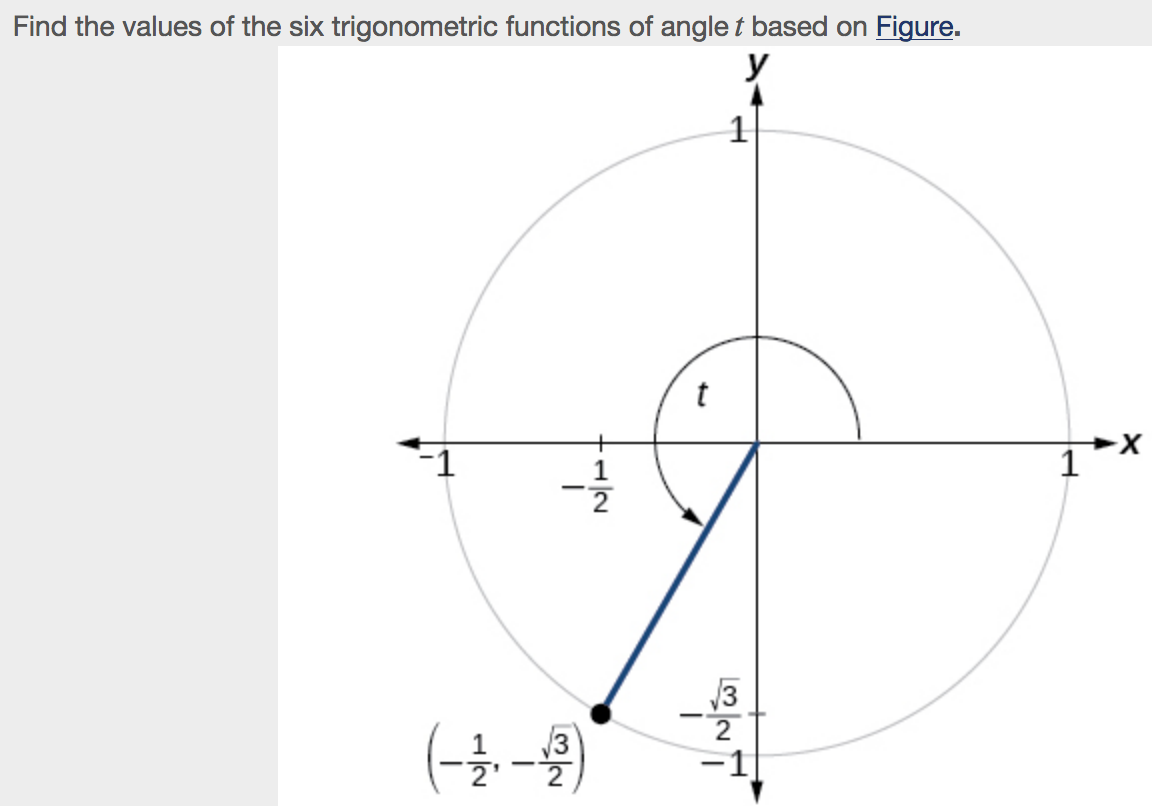 Find the values of the six trigonometric functions of angle t based on Figure.
y
1
t
x
−1
−1/2
1
−√3/2
−1
(−1/2, −√3/2)